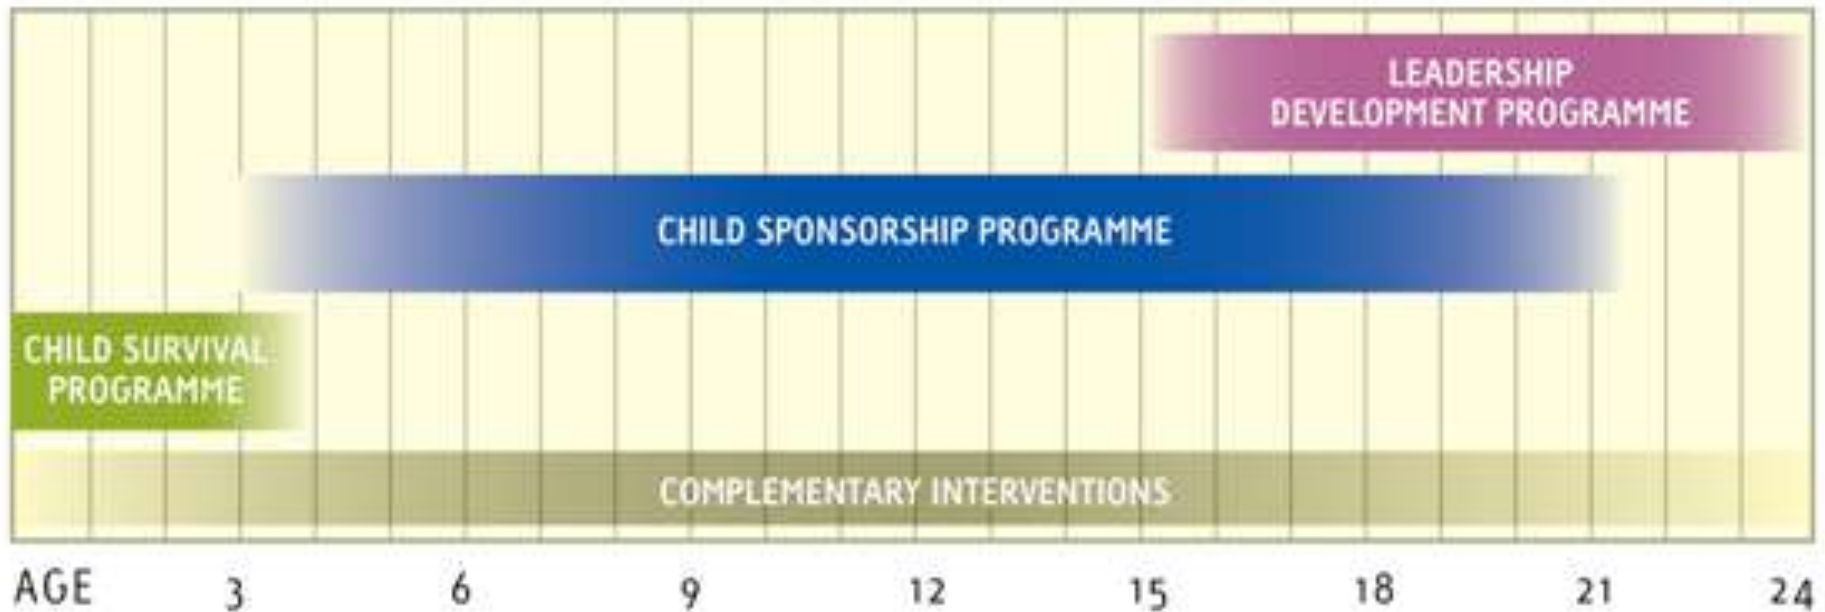 LEADERSHIP
DEVELOPMENT PROGRAMME
CHILD SPONSORSHIP PROGRAMME
CHILD SURVIVAL
PROGRAMME
COMPLEMENTARY INTERVENTIONS
AGE 3 6 9 12 15 18 21 24